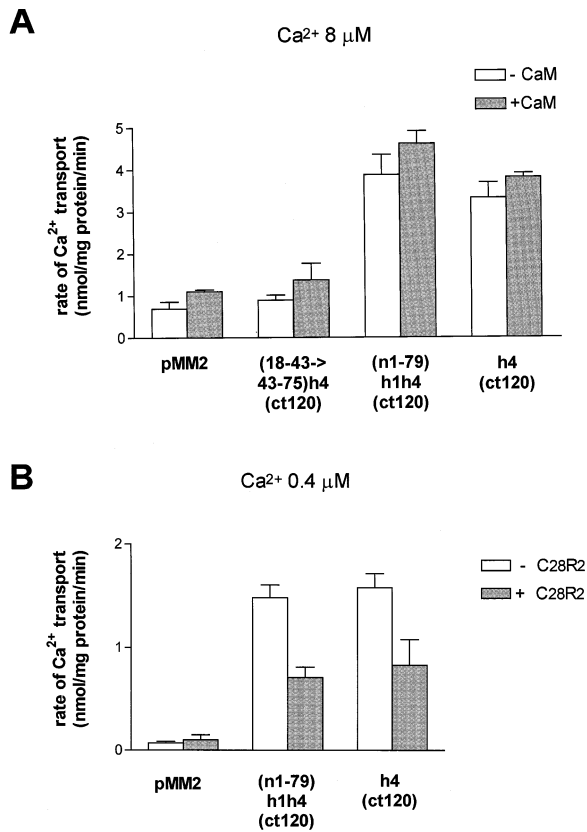 A
Ca²⁺ 8 µM
- CaM
+CaM
rate of Ca²⁺ transport
(nmol/mg protein/min)
5
4
3
2
1
0
pMM2
(18-43->
43-75)h4
(ct120)
(n1-79)
h1h4
(ct120)
h4
(ct120)
B
Ca²⁺ 0.4 µM
- C28R2
+ C28R2
rate of Ca²⁺ transport
(nmol/mg protein/min)
2
1
0
pMM2
(n1-79)
h1h4
(ct120)
h4
(ct120)